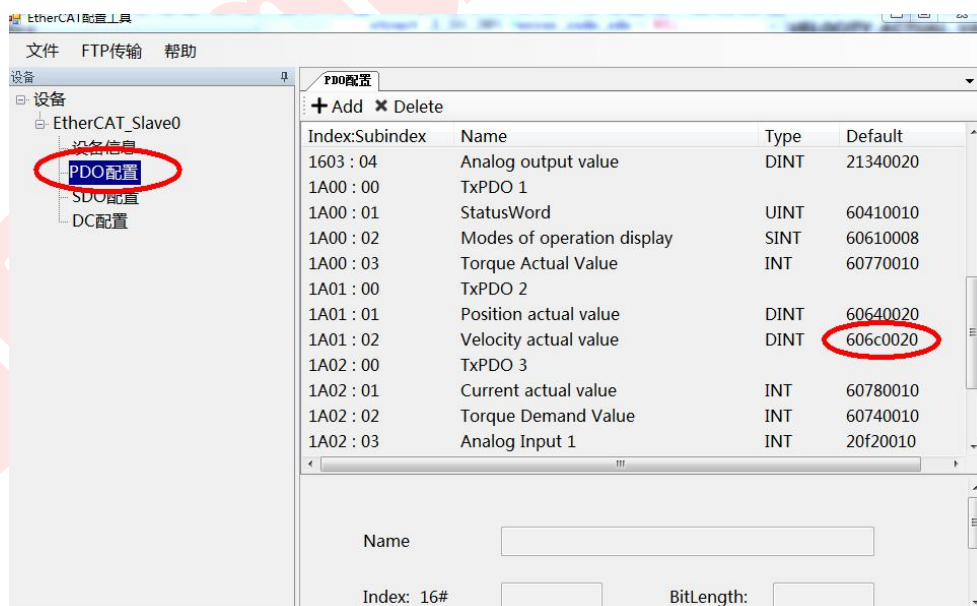 EtherCAT配置工具
文件 FTP传输 帮助
设备
PDO配置
设备
EtherCAT_Slave0
设备信息
PDO配置
SDO配置
DC配置
Add Delete
Index:Subindex Name Type Default
1603 : 04 Analog output value DINT 21340020
1A00 : 00 TxPDO 1
1A00 : 01 StatusWord UINT 60410010
1A00 : 02 Modes of operation display SINT 60610008
1A00 : 03 Torque Actual Value INT 60770010
1A01 : 00 TxPDO 2
1A01 : 01 Position actual value DINT 60640020
1A01 : 02 Velocity actual value DINT 606c0020
1A02 : 00 TxPDO 3
1A02 : 01 Current actual value INT 60780010
1A02 : 02 Torque Demand Value INT 60740010
1A02 : 03 Analog Input 1 INT 20f20010
Name
Index: 16# BitLength: